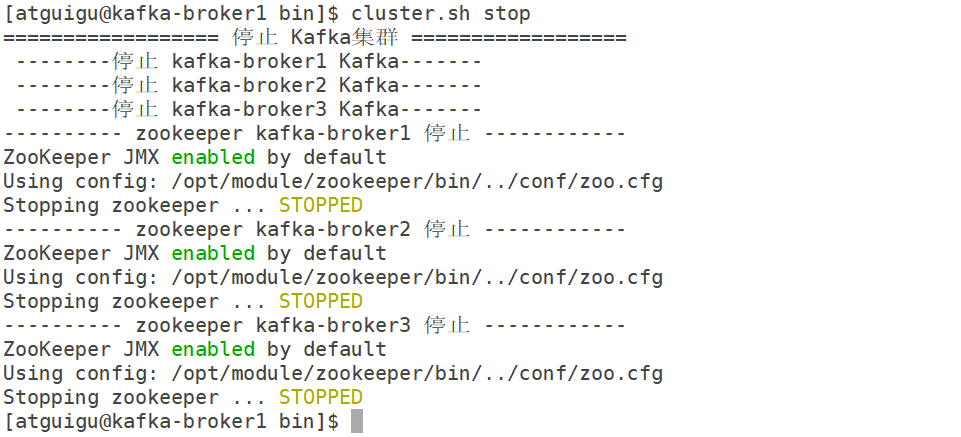 [atguigu@kafka-broker1 bin]$ cluster.sh stop
================== 停止 Kafka集群 ==================
 --------停止 kafka-broker1 Kafka-------
 --------停止 kafka-broker2 Kafka-------
 --------停止 kafka-broker3 Kafka-------
---------- zookeeper kafka-broker1 停止 ------------
ZooKeeper JMX enabled by default
Using config: /opt/module/zookeeper/bin/../conf/zoo.cfg
Stopping zookeeper ... STOPPED
---------- zookeeper kafka-broker2 停止 ------------
ZooKeeper JMX enabled by default
Using config: /opt/module/zookeeper/bin/../conf/zoo.cfg
Stopping zookeeper ... STOPPED
---------- zookeeper kafka-broker3 停止 ------------
ZooKeeper JMX enabled by default
Using config: /opt/module/zookeeper/bin/../conf/zoo.cfg
Stopping zookeeper ... STOPPED
[atguigu@kafka-broker1 bin]$